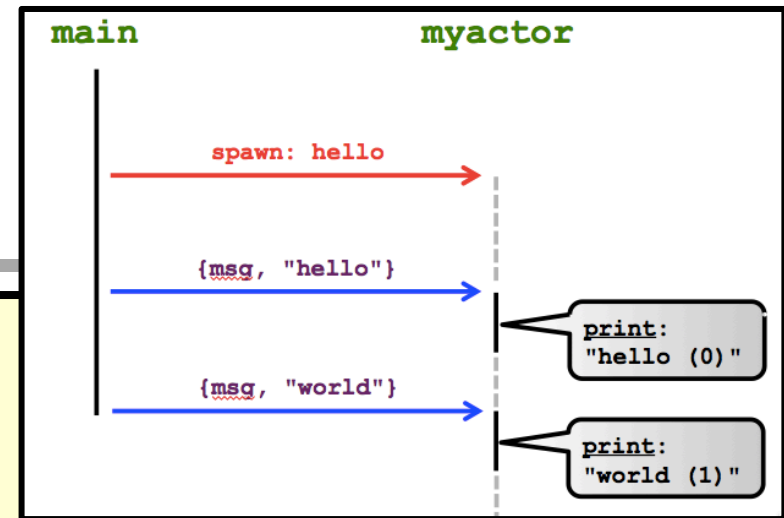 main myactor
spawn: hello
{msg, "hello"}
print:
"hello (0)"
{msg, "world"}
print:
"world (1)"